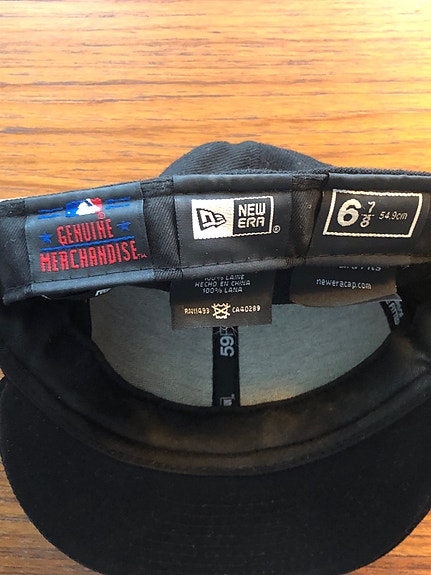 GENUINE
MERCHANDISE
NEW
ERA®
6 7/8 54.9cm
100% LAINE
HECHO EN CHINA
100% LANA
RN11493 CA40289
neweracap.com
59